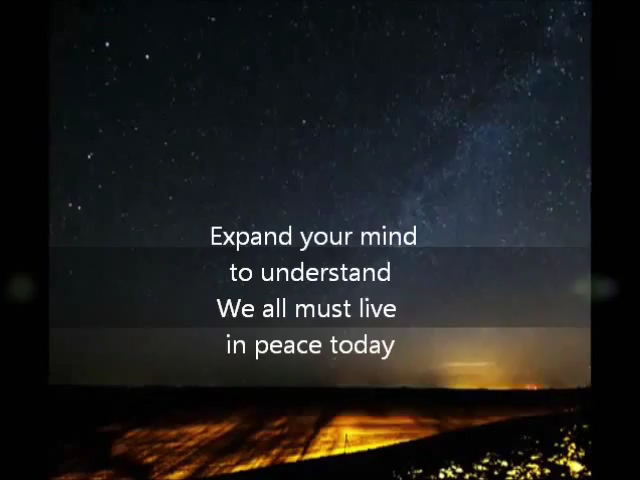 Expand your mind
to understand
We all must live
in peace today